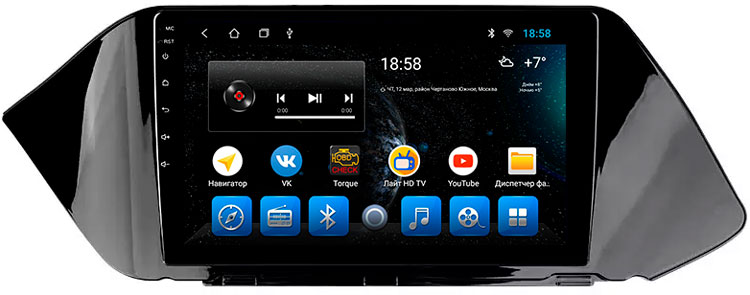 MIC
RST
18:58
18:58
+7°
ЧТ, 12 мар, район Чертаново Южное, Москва
Днём +8°
Ночью +5°
0:00
0:00
OBD
CHECK
Навигатор
VK
Torque
Лайт HD TV
YouTube
Диспетчер фа..